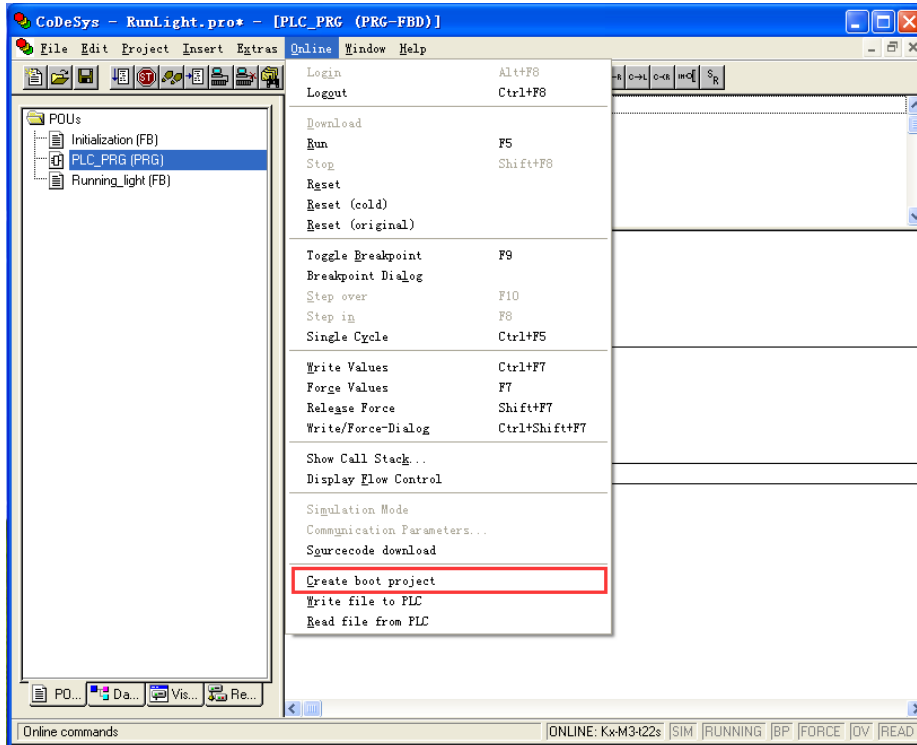 CoDeSys - RunLight.pro* - [PLC_PRG (PRG-FBD)]
File Edit Project Insert Extras Online Window Help
POUs
Initialization (FB)
PLC_PRG (PRG)
Running_light (FB)
Login Alt+F8
Logout Ctrl+F8
Download
Run F5
Stop Shift+F8
Reset
Reset (cold)
Reset (original)
Toggle Breakpoint F9
Breakpoint Dialog
Step over F10
Step in F8
Single Cycle Ctrl+F5
Write Values Ctrl+F7
Force Values F7
Release Force Shift+F7
Write/Force-Dialog Ctrl+Shift+F7
Show Call Stack...
Display Flow Control
Simulation Mode
Communication Parameters...
Sourcecode download
Create boot project
Write file to PLC
Read file from PLC
PO... Da... Vis... Re...
Online commands ONLINE: Kx-M3-t22s SIM RUNNING BP FORCE OV READ